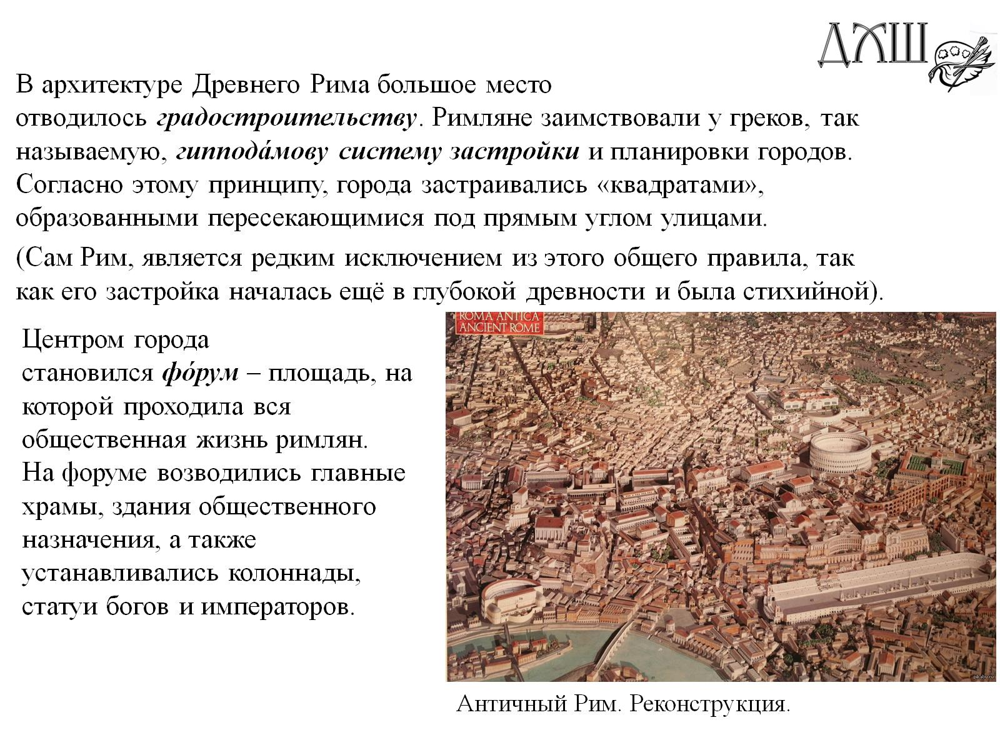 ДХШ
В архитектуре Древнего Рима большое место
отводилось градостроительству. Римляне заимствовали у греков, так
называемую, гипподáмову систему застройки и планировки городов.
Согласно этому принципу, города застраивались «квадратами»,
образованными пересекающимися под прямым углом улицами.
(Сам Рим, является редким исключением из этого общего правила, так
как его застройка началась ещё в глубокой древности и была стихийной).
Центром города
становился фóрум – площадь, на
которой проходила вся
общественная жизнь римлян.
На форуме возводились главные
храмы, здания общественного
назначения, а также
устанавливались колоннады,
статуи богов и императоров.
ROMA ANTICA
ANCIENT ROME
pikabu.ru
Античный Рим. Реконструкция.